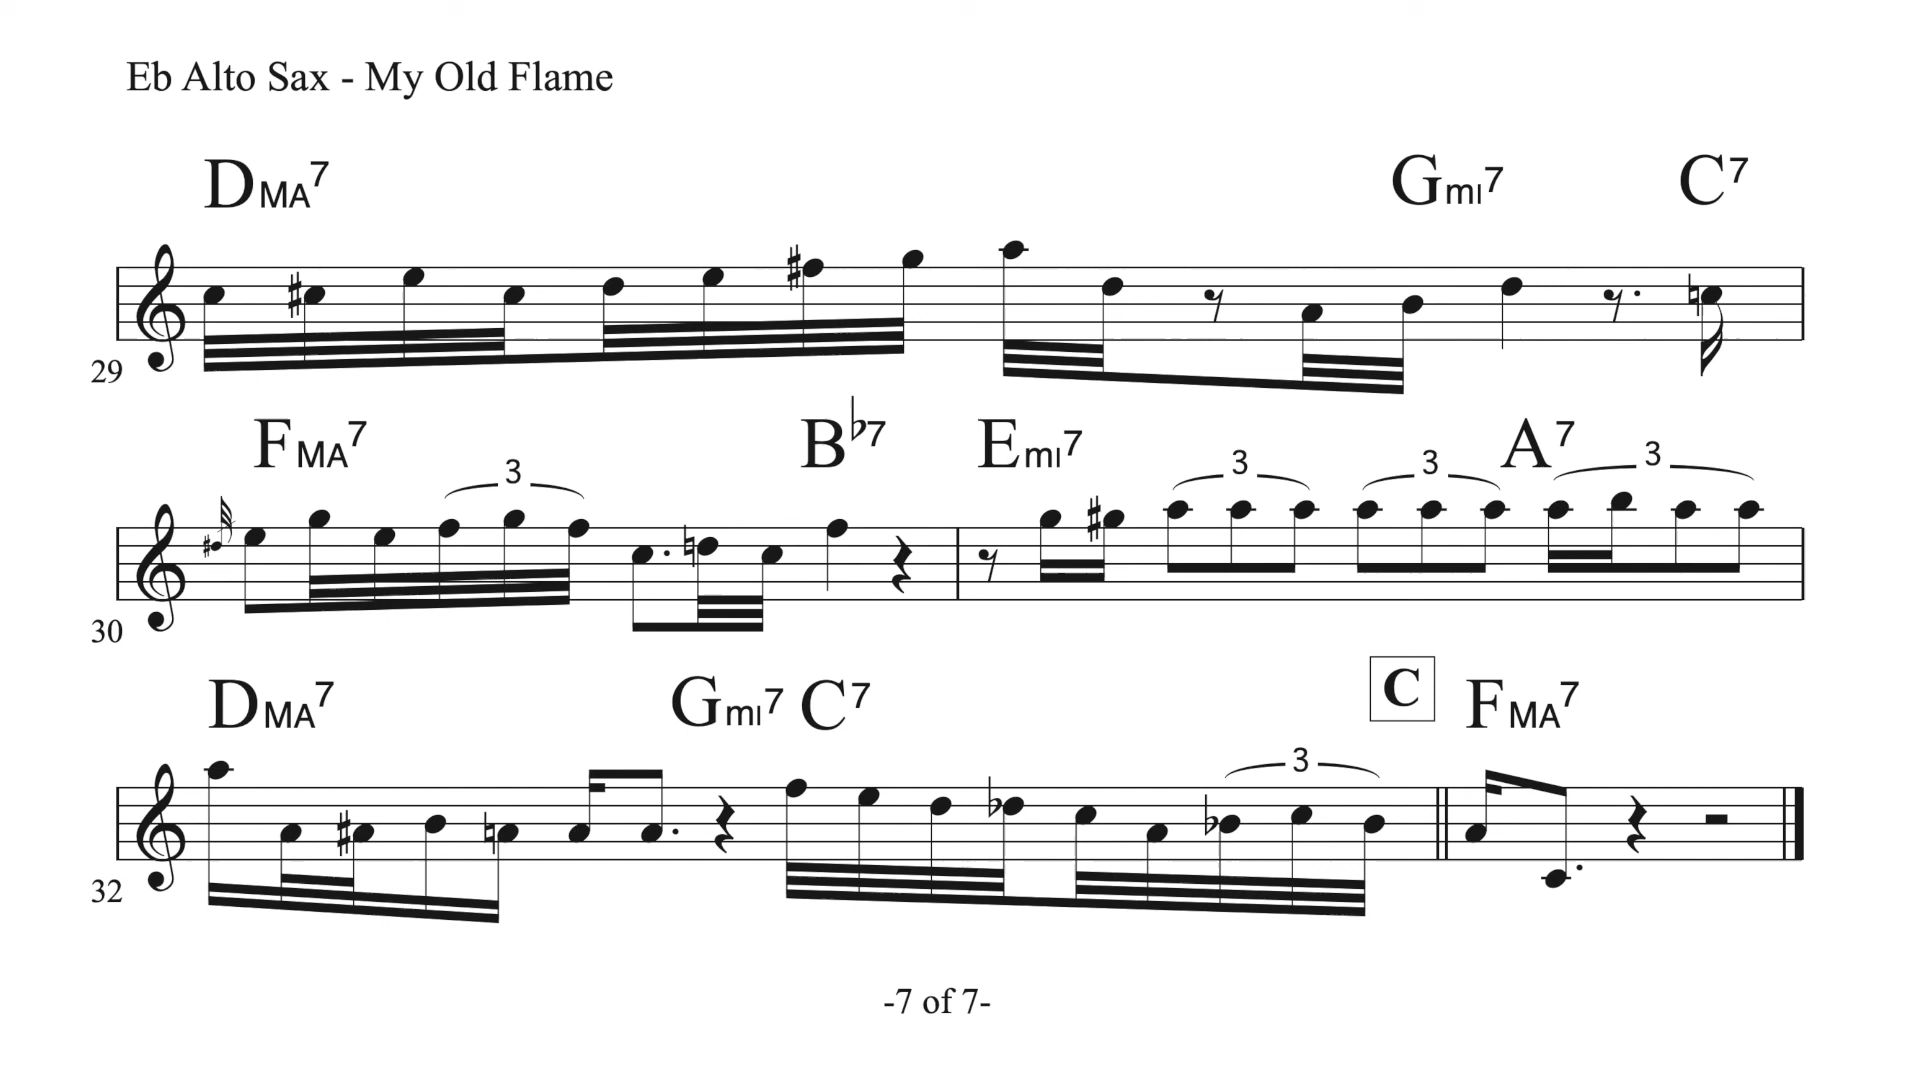 Eb Alto Sax - My Old Flame
DMA7 GmI7 C7
29
FMA7 3 B♭7 EmI7 3 3 A7 3
30
DMA7 GmI7 C7 3 C FMA7
32
-7 of 7-